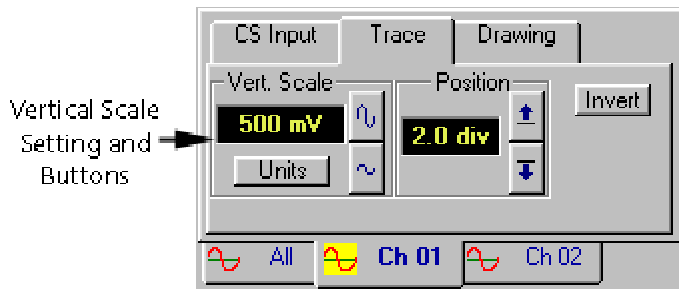 CS Input Trace Drawing
Vert. Scale Position
Vertical Scale
Setting and
Buttons
500 mV 2.0 div Invert
Units
All Ch 01 Ch 02